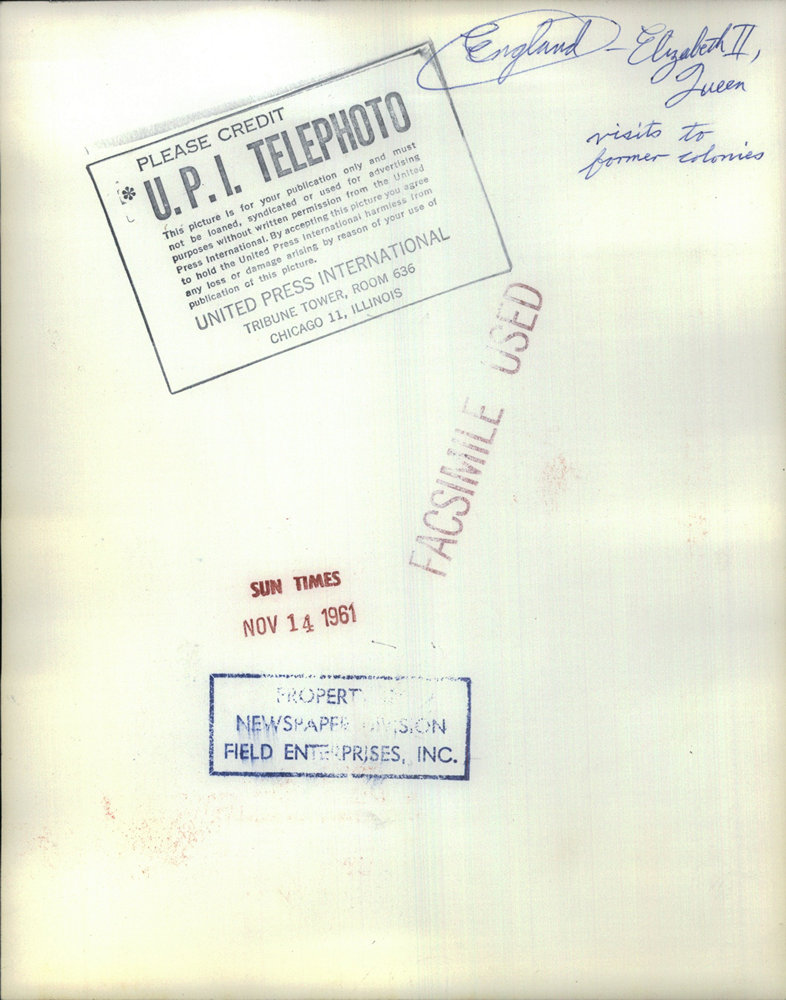 England - Elizabeth II,
Queen
visits to
former colonies
PLEASE CREDIT
* U.P.I. TELEPHOTO
This picture is for your publication only and must
not be loaned, syndicated or used for advertising
purposes without written permission from the United
Press International. By accepting this picture you agree
to hold the United Press International harmless from
any loss or damage arising by reason of your use of
publication of this picture.
UNITED PRESS INTERNATIONAL
TRIBUNE TOWER, ROOM 636
CHICAGO 11, ILLINOIS
FACSIMILE USED
SUN TIMES
NOV 14 1961
PROPERTY
NEWSPAPER DIVISION
FIELD ENTERPRISES, INC.